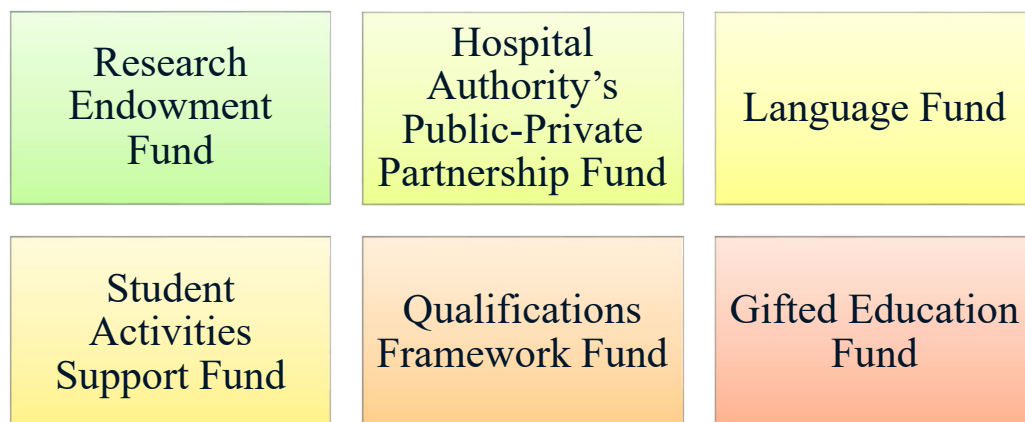 Research
Endowment
Fund
Hospital
Authority’s
Public-Private
Partnership Fund
Language Fund
Student
Activities
Support Fund
Qualifications
Framework Fund
Gifted Education
Fund